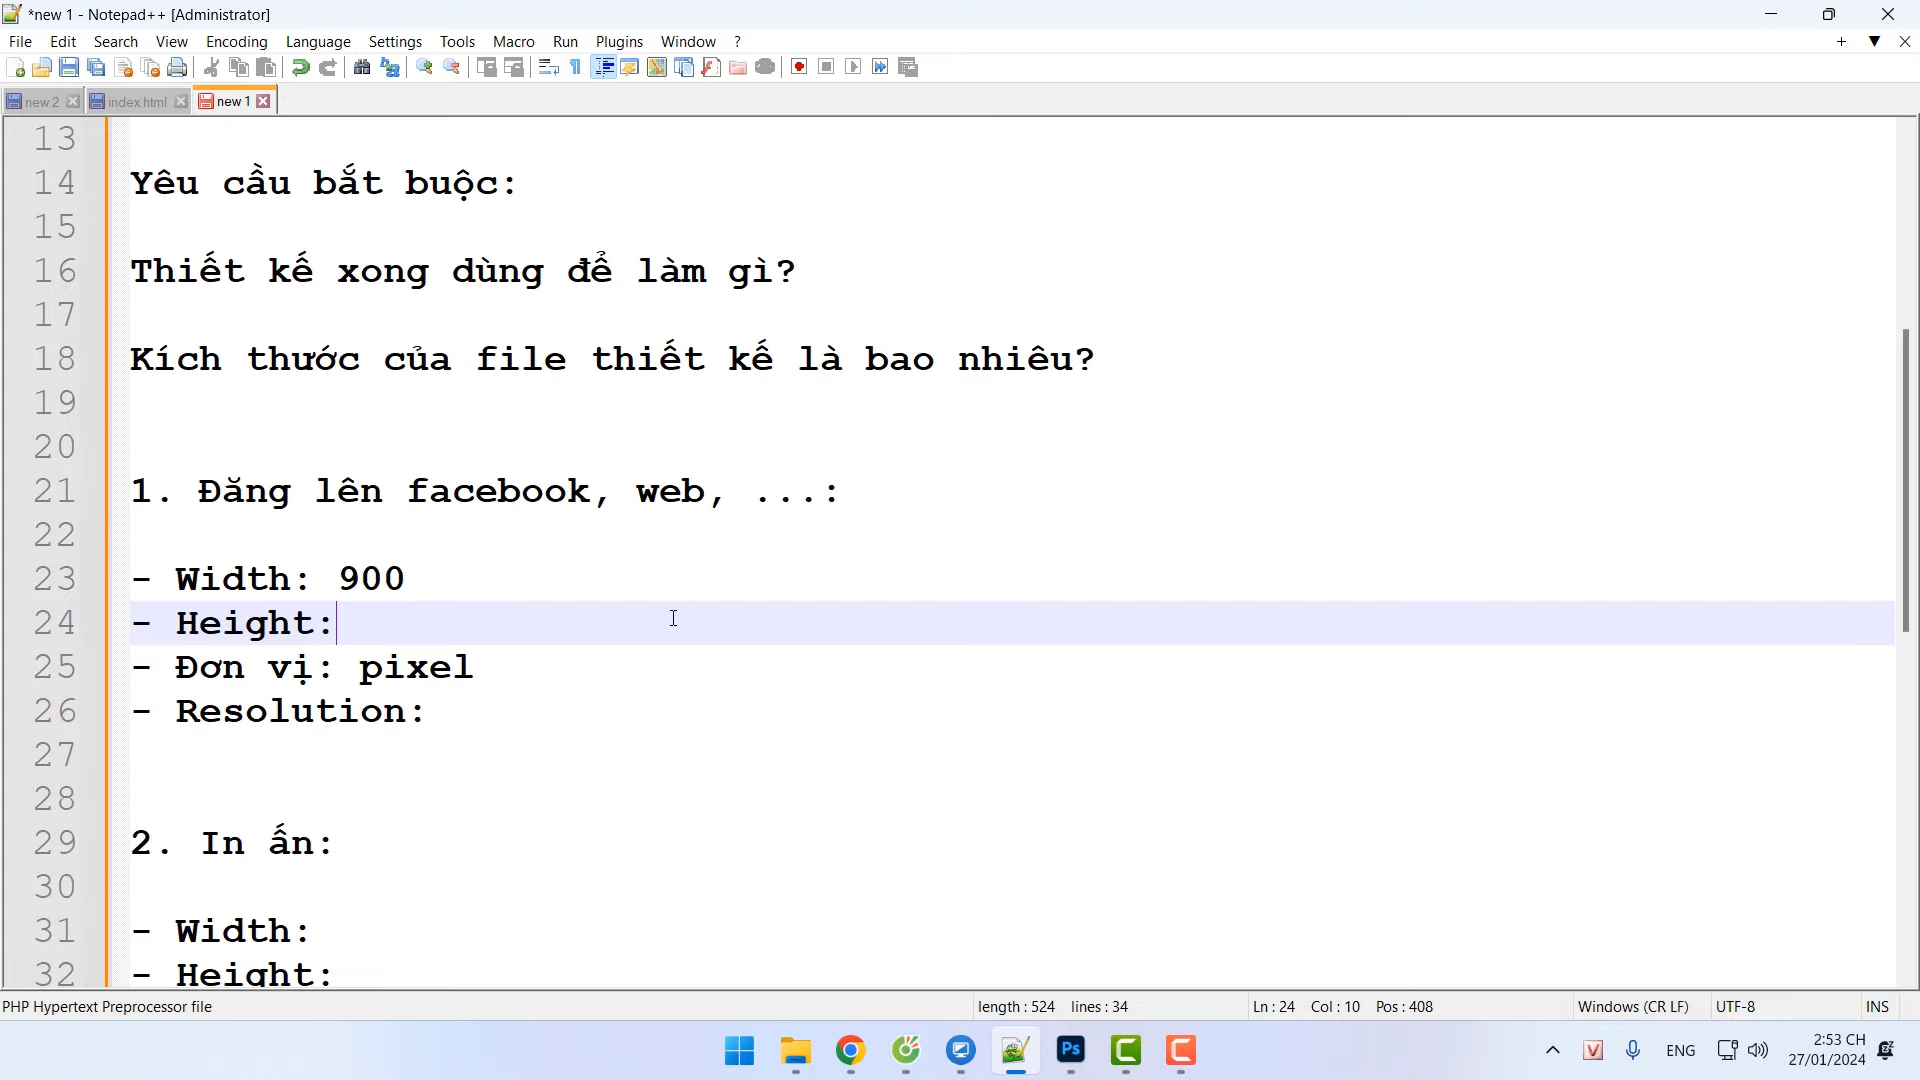 *new 1 - Notepad++ [Administrator]
File Edit Search View Encoding Language Settings Tools Macro Run Plugins Window ?
new 2 index.html new 1
13
14 Yêu cầu bắt buộc:
15
16 Thiết kế xong dùng để làm gì?
17
18 Kích thước của file thiết kế là bao nhiêu?
19
20
21 1. Đăng lên facebook, web, ...:
22
23 - Width: 900
24 - Height:
25 - Đơn vị: pixel
26 - Resolution:
27
28
29 2. In ấn:
30
31 - Width:
32 - Height:
PHP Hypertext Preprocessor file length : 524 lines : 34 Ln : 24 Col : 10 Pos : 408 Windows (CR LF) UTF-8 INS
Ps V ENG 2:53 CH
27/01/2024